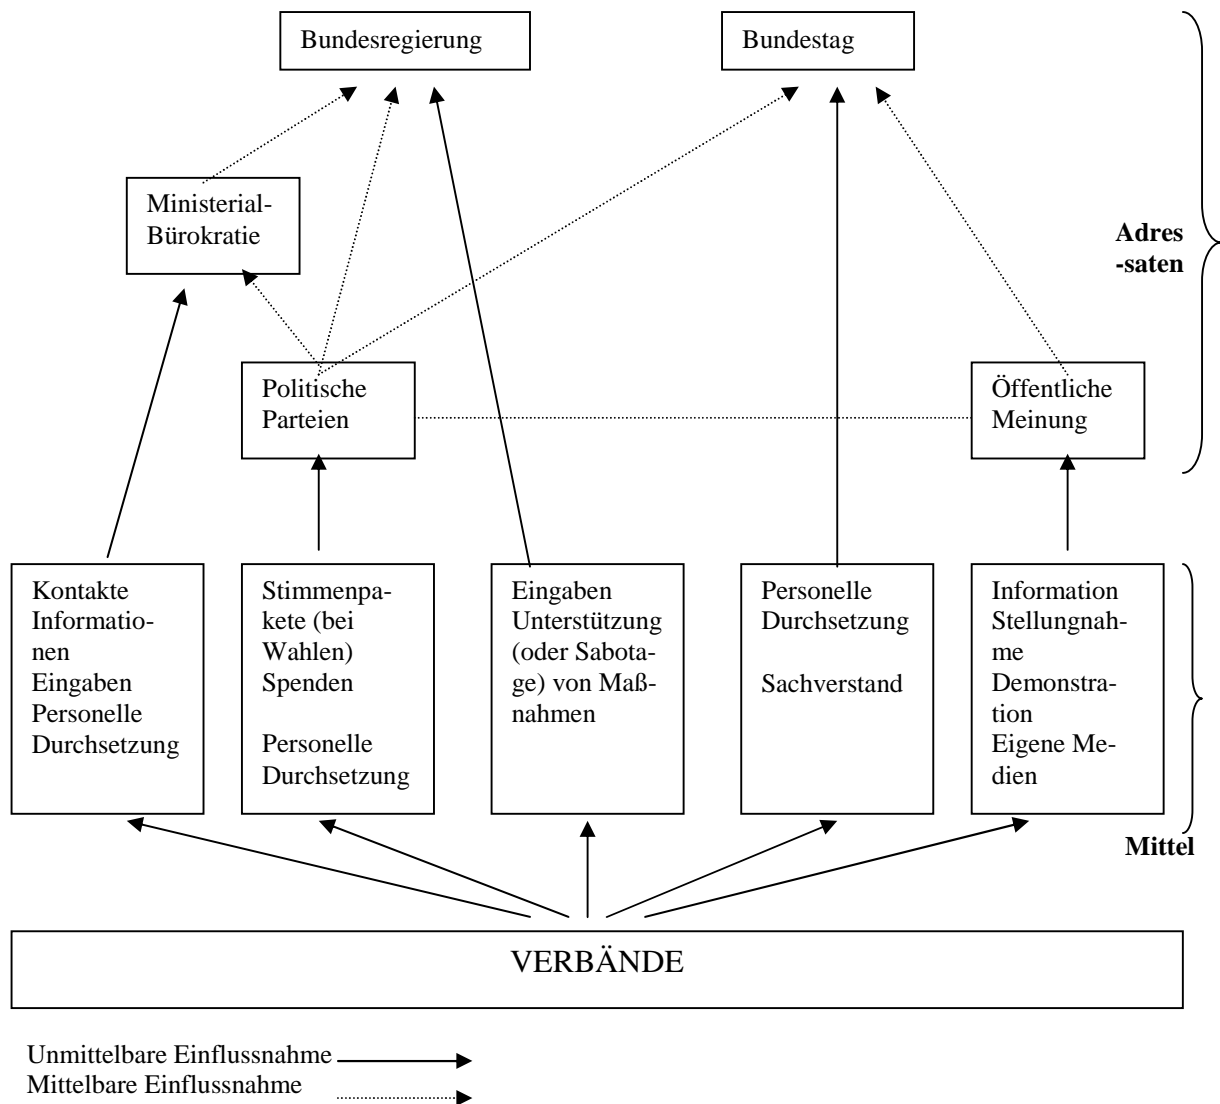 Bundesregierung
Bundestag
Ministerial-
Bürokratie
Adres
-saten
Politische
Parteien
Öffentliche
Meinung
Kontakte
Informatio-
nen
Eingaben
Personelle
Durchsetzung
Stimmenpa-
kete (bei
Wahlen)
Spenden
Personelle
Durchsetzung
Eingaben
Unterstützung
(oder Sabota-
ge) von Maß-
nahmen
Personelle
Durchsetzung
Sachverstand
Information
Stellungnah-
me
Demonstra-
tion
Eigene Me-
dien
Mittel
VERBÄNDE
Unmittelbare Einflussnahme
Mittelbare Einflussnahme